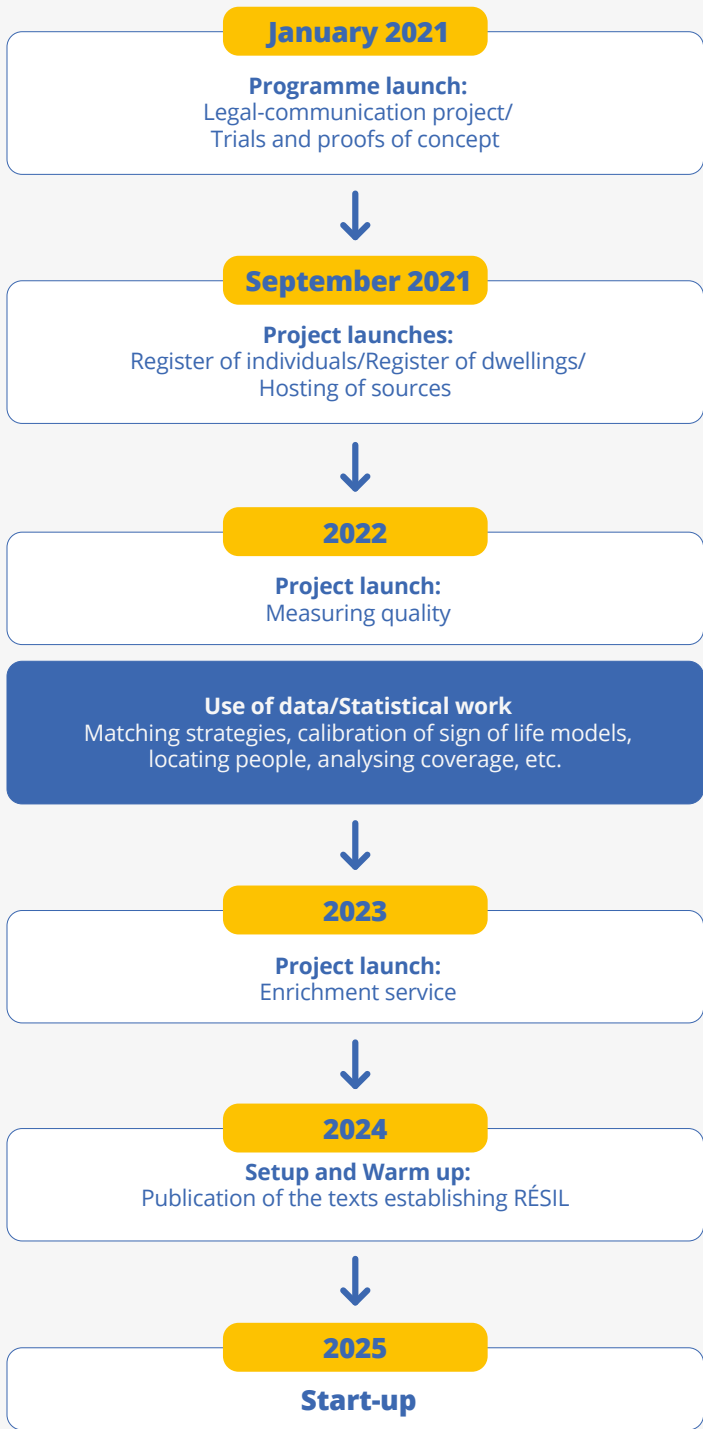 January 2021
Programme launch:
Legal-communication project/
Trials and proofs of concept
September 2021
Project launches:
Register of individuals/Register of dwellings/
Hosting of sources
2022
Project launch:
Measuring quality
Use of data/Statistical work
Matching strategies, calibration of sign of life models,
locating people, analysing coverage, etc.
2023
Project launch:
Enrichment service
2024
Setup and Warm up:
Publication of the texts establishing RÉSIL
2025
Start-up